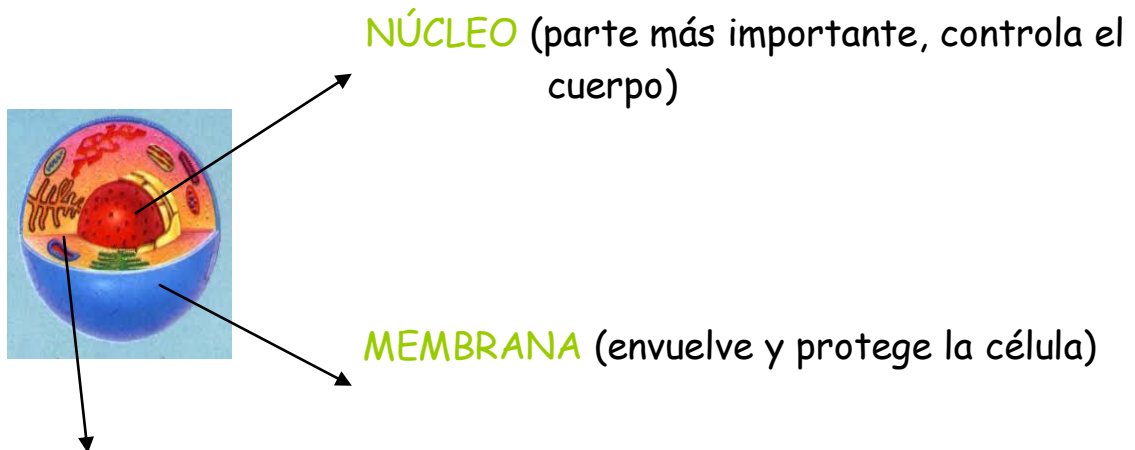 NÚCLEO (parte más importante, controla el
cuerpo)
MEMBRANA (envuelve y protege la célula)